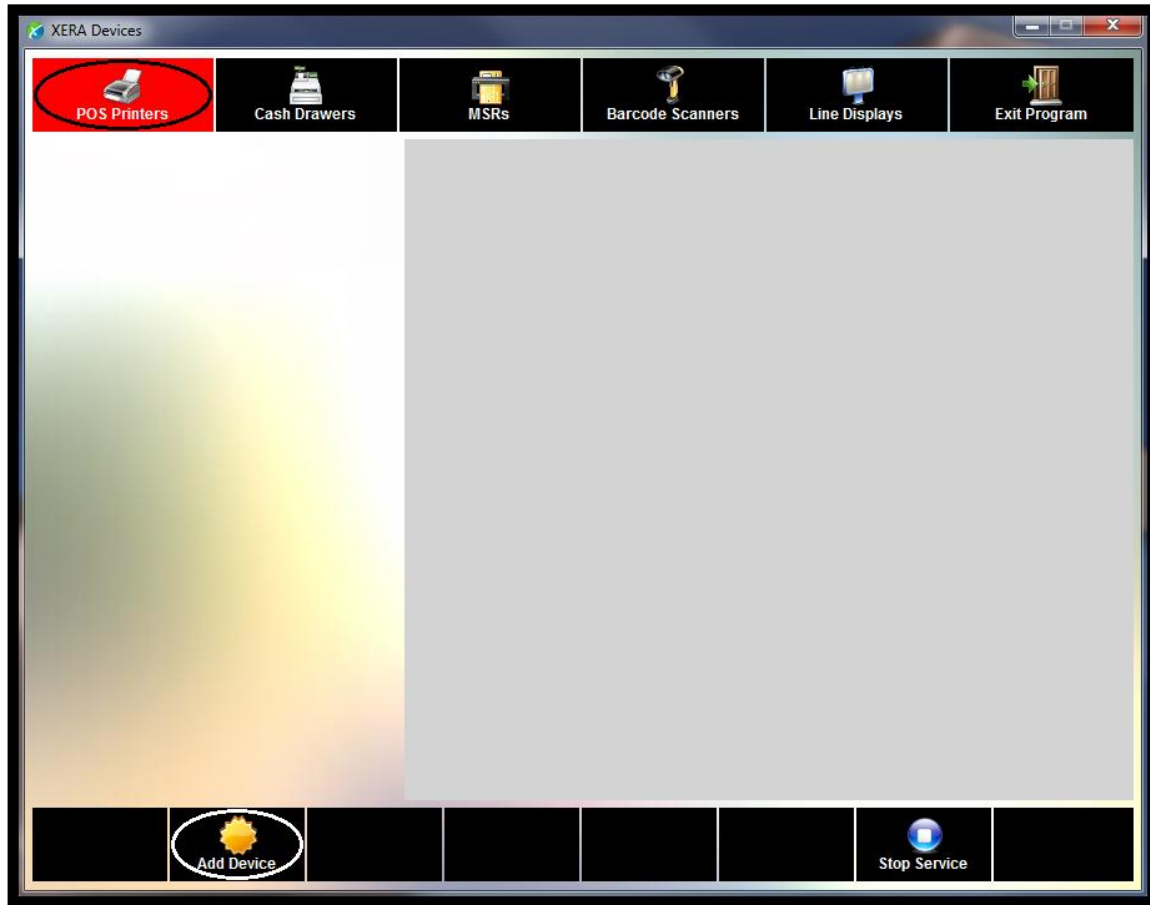 XERA Devices
POS Printers
Cash Drawers
MSRs
Barcode Scanners
Line Displays
Exit Program
Add Device
Stop Service